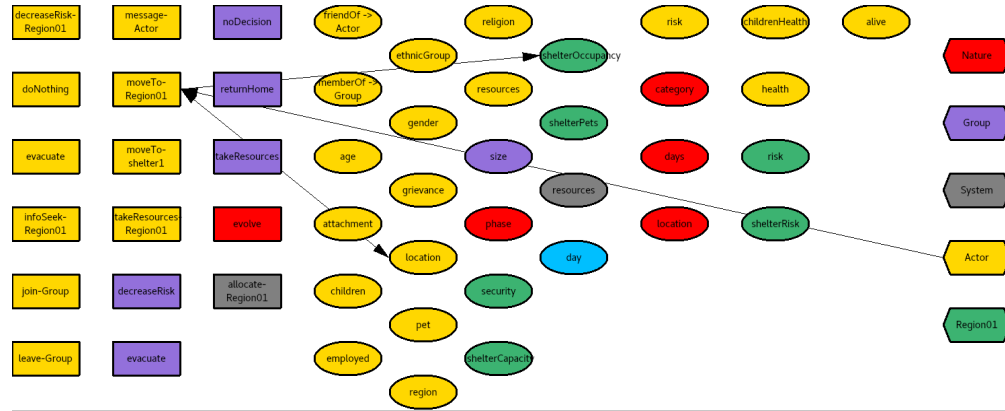 decreaseRisk-
Region01
message-
Actor
noDecision
friendOf ->
Actor
religion
risk
childrenHealth
alive
ethnicGroup
shelterOccupancy
Nature
doNothing
moveTo-
Region01
returnHome
memberOf ->
Group
resources
category
health
gender
shelterPets
Group
evacuate
moveTo-
shelter1
takeResources
age
size
days
risk
grievance
resources
System
infoSeek-
Region01
takeResources-
Region01
evolve
attachment
phase
location
shelterRisk
location
day
Actor
join-Group
decreaseRisk
allocate-
Region01
children
security
pet
Region01
leave-Group
evacuate
employed
shelterCapacity
region